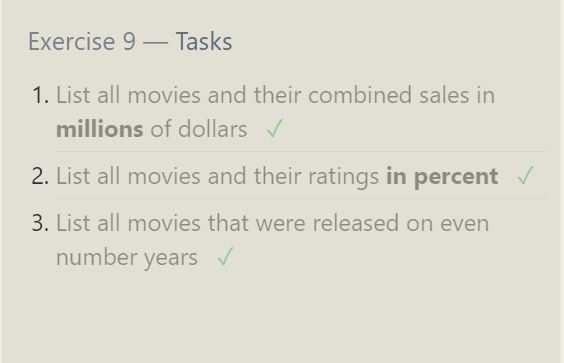 Exercise 9 — Tasks
1. List all movies and their combined sales in
millions of dollars ✓
2. List all movies and their ratings in percent ✓
3. List all movies that were released on even
number years ✓